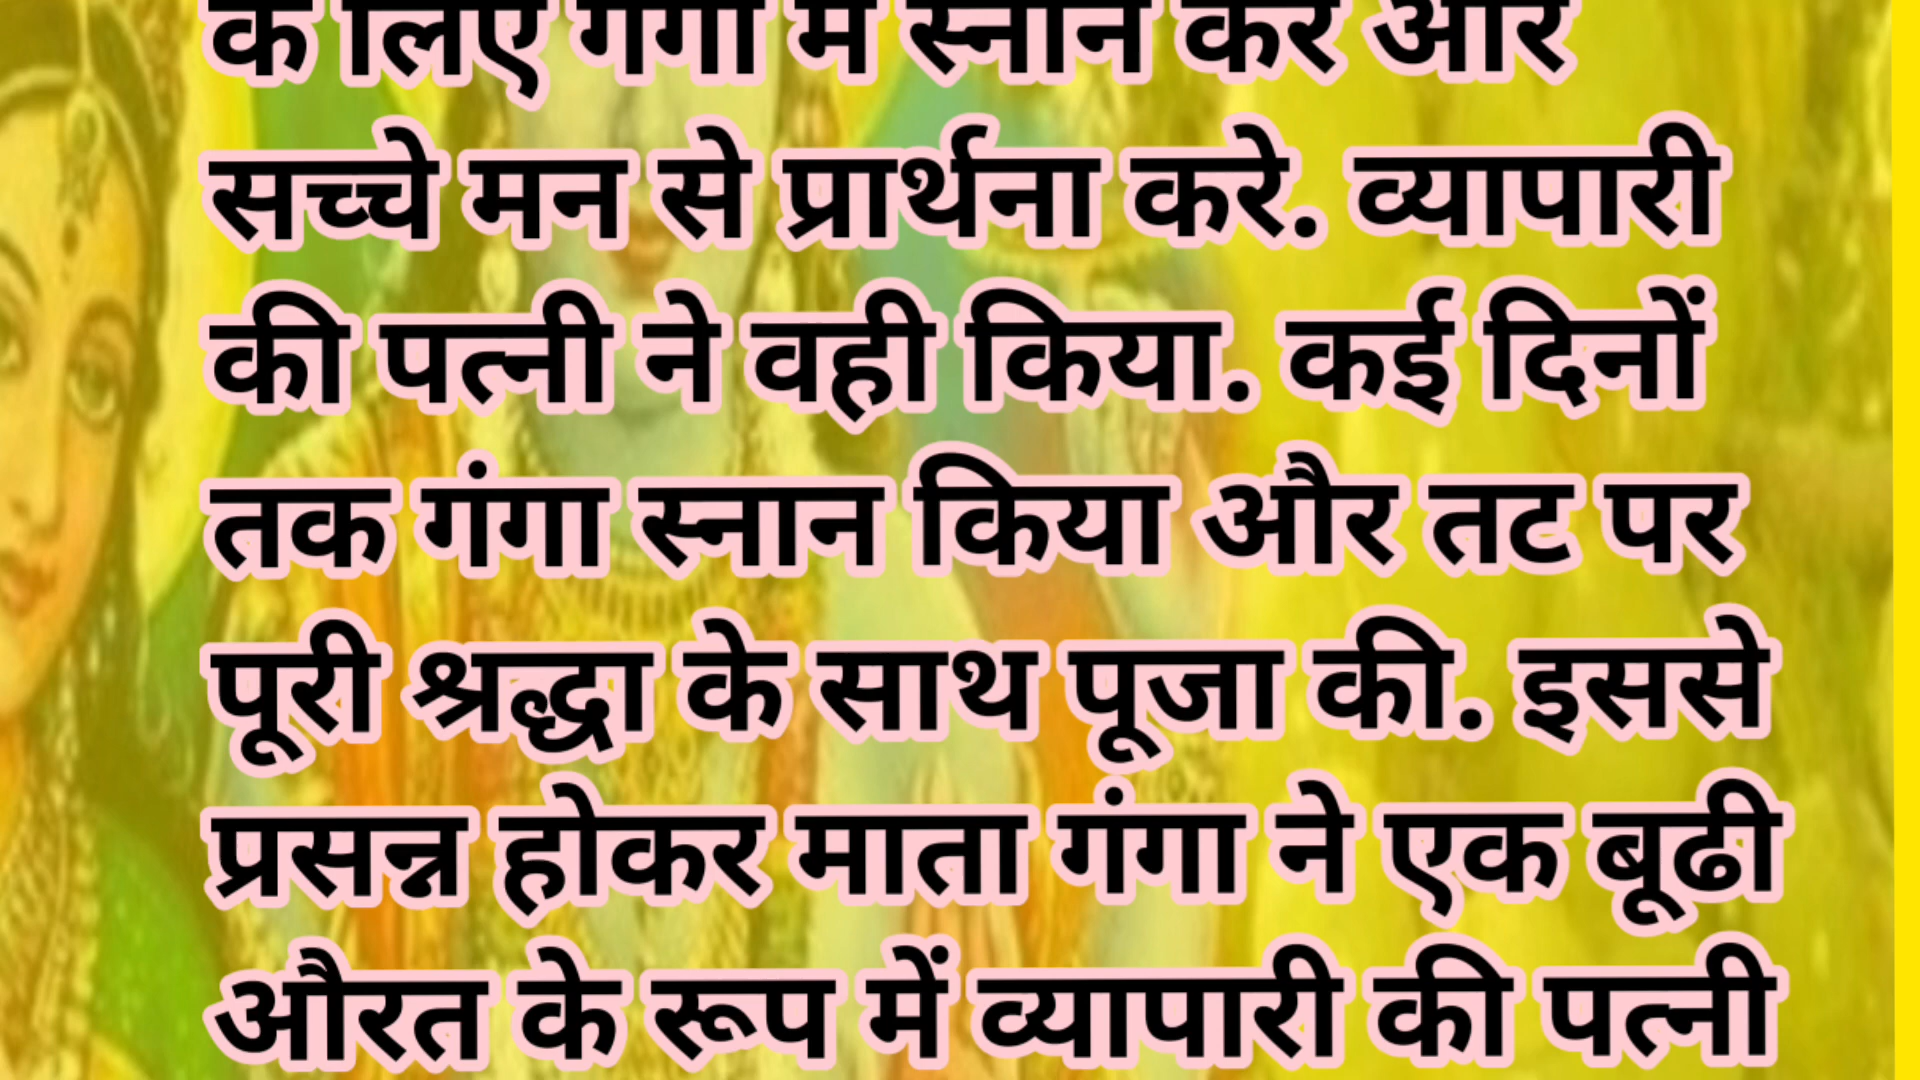 के लिए गंगा में स्नान करे और
सच्चे मन से प्रार्थना करे. व्यापारी
की पत्नी ने वही किया. कई दिनों
तक गंगा स्नान किया और तट पर
पूरी श्रद्धा के साथ पूजा की. इससे
प्रसन्न होकर माता गंगा ने एक बूढी
औरत के रूप में व्यापारी की पत्नी